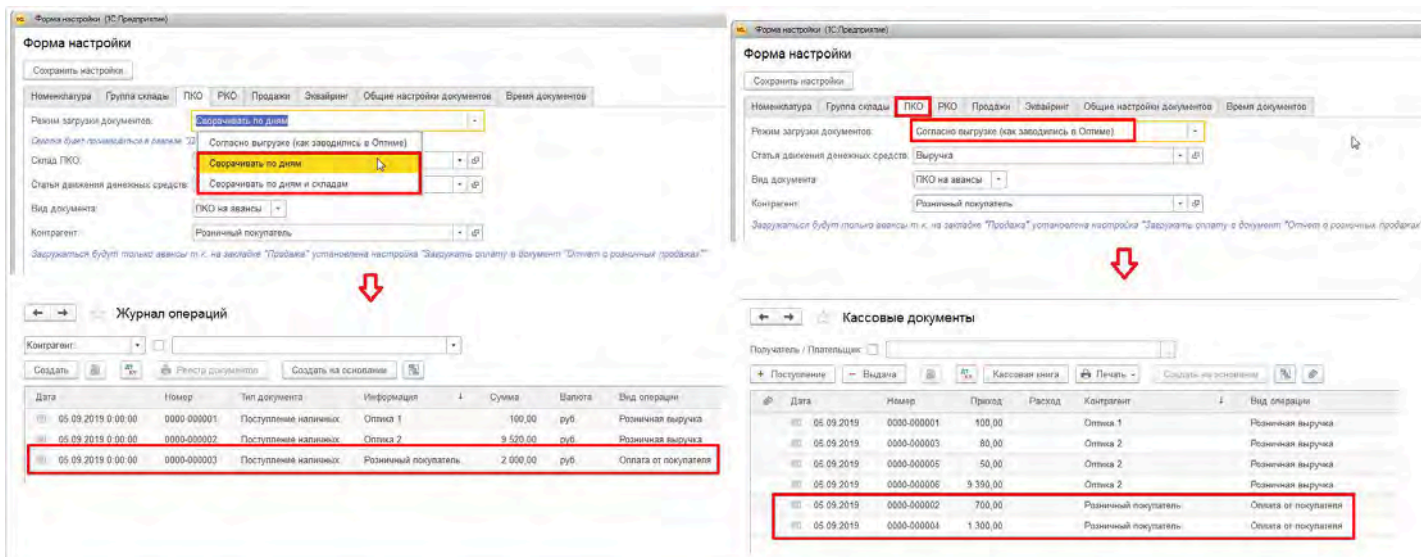 Форма настройки (1С:Предприятие)
Форма настройки
Сохранить настройки
Номенклатура Группа склады ПКО РКО Продажи Эквайринг Общие настройки документов Время документов
Режим загрузки документов: Сворачивать по дням
Согласно выгрузке (как заводились в Оптиме)
Склад ПКО: Сворачивать по дням
Статья движения денежных средств: Сворачивать по дням и складам
Вид документа: ПКО на авансы
Контрагент: Розничный покупатель
Загружаться будут только авансы т.к. на закладке "Продажа" установлена настройка "Загружать оплату в документ "Отчет о розничных продажах""
Журнал операций
Контрагент:
Создать Реестр документов Создать на основании
Дата Номер Тип документа Информация Сумма Валюта Вид операции
05.09.2019 0:00:00 0000-000001 Поступление наличных Оптика 1 100,00 руб. Розничная выручка
05.09.2019 0:00:00 0000-000002 Поступление наличных Оптика 2 9 520,00 руб. Розничная выручка
05.09.2019 0:00:00 0000-000003 Поступление наличных Розничный покупатель 2 000,00 руб. Оплата от покупателя
Форма настройки (1С:Предприятие)
Форма настройки
Сохранить настройки
Номенклатура Группа склады ПКО РКО Продажи Эквайринг Общие настройки документов Время документов
Режим загрузки документов: Согласно выгрузке (как заводились в Оптиме)
Статья движения денежных средств: Выручка
Вид документа: ПКО на авансы
Контрагент: Розничный покупатель
Загружаться будут только авансы т.к. на закладке "Продажа" установлена настройка "Загружать оплату в документ "Отчет о розничных продажах
Кассовые документы
Получатель / Плательщик:
+ Поступление − Выдача Кассовая книга Печать Создать на основании
Дата Номер Приход Расход Контрагент Вид операции
05.09.2019 0000-000001 100,00 Оптика 1 Розничная выручка
05.09.2019 0000-000003 80,00 Оптика 2 Розничная выручка
05.09.2019 0000-000005 50,00 Оптика 2 Розничная выручка
05.09.2019 0000-000006 9 390,00 Оптика 2 Розничная выручка
05.09.2019 0000-000002 700,00 Розничный покупатель Оплата от покупателя
05.09.2019 0000-000004 1 300,00 Розничный покупатель Оплата от покупателя